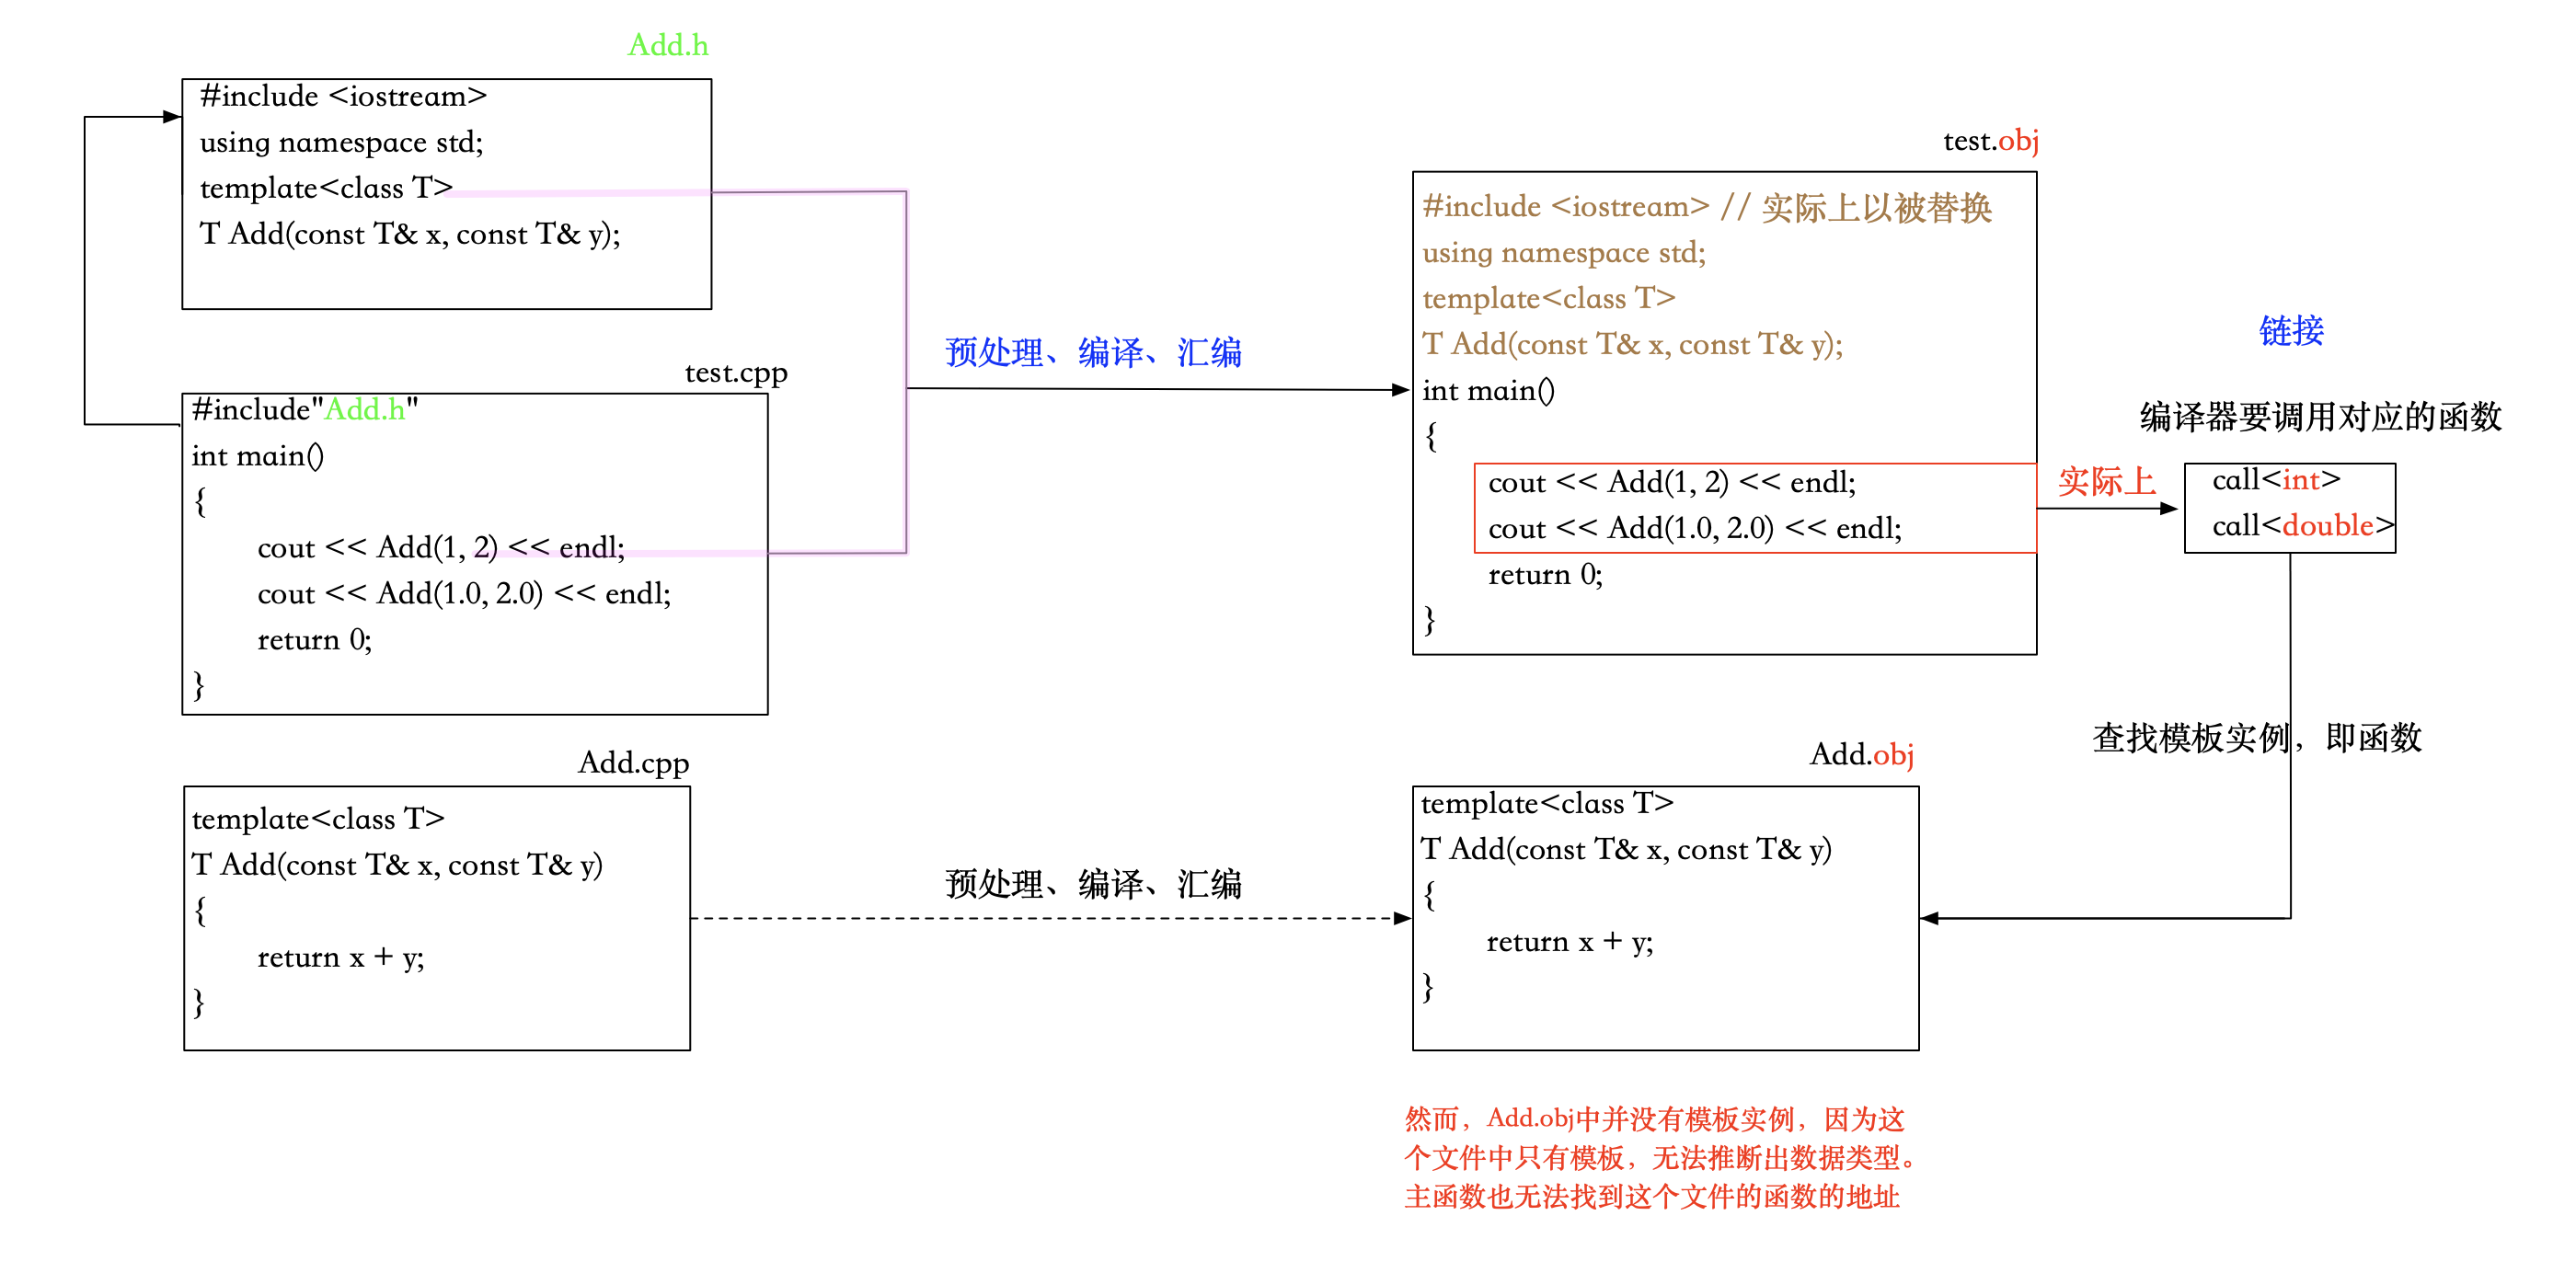 Add.h
#include <iostream>
using namespace std;
template<class T>
T Add(const T& x, const T& y);
test.cpp
#include"Add.h"
int main()
{
cout << Add(1, 2) << endl;
cout << Add(1.0, 2.0) << endl;
return 0;
}
预处理、编译、汇编
test.obj
#include <iostream> // 实际上以被替换
using namespace std;
template<class T>
T Add(const T& x, const T& y);
int main()
{
cout << Add(1, 2) << endl;
cout << Add(1.0, 2.0) << endl;
return 0;
}
链接
编译器要调用对应的函数
实际上
call<int>
call<double>
查找模板实例，即函数
Add.cpp
template<class T>
T Add(const T& x, const T& y)
{
return x + y;
}
预处理、编译、汇编
Add.obj
template<class T>
T Add(const T& x, const T& y)
{
return x + y;
}
然而，Add.obj中并没有模板实例，因为这
个文件中只有模板，无法推断出数据类型。
主函数也无法找到这个文件的函数的地址